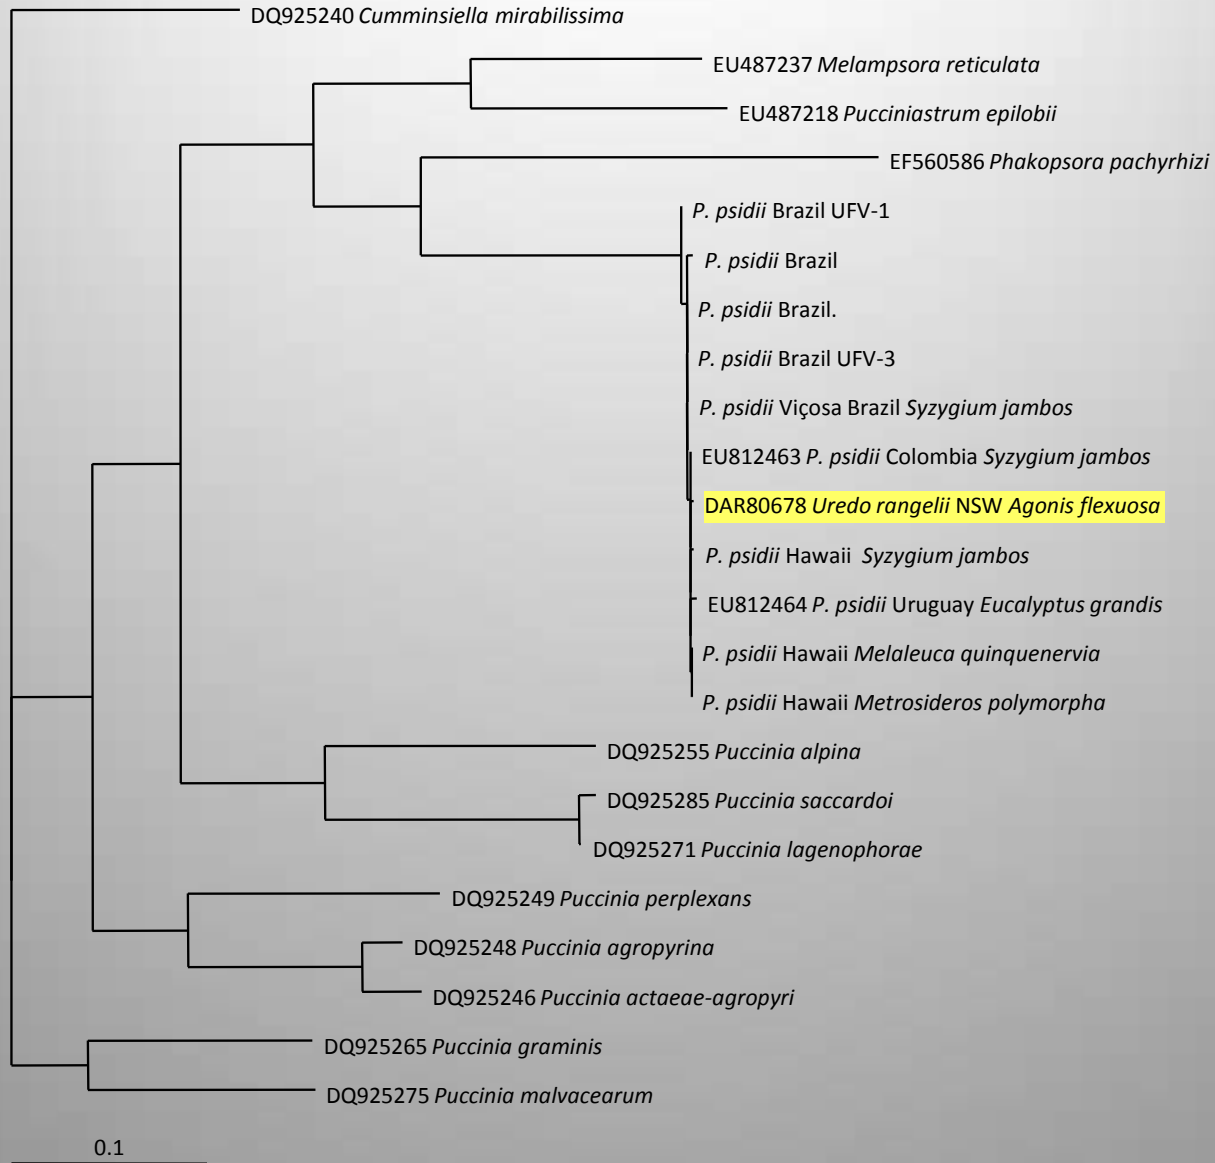 DQ925240 Cumminsiella mirabilissima
EU487237 Melampsora reticulata
EU487218 Pucciniastrum epilobii
EF560586 Phakopsora pachyrhizi
P. psidii Brazil UFV-1
P. psidii Brazil
P. psidii Brazil.
P. psidii Brazil UFV-3
P. psidii Viçosa Brazil Syzygium jambos
EU812463 P. psidii Colombia Syzygium jambos
DAR80678 Uredo rangelii NSW Agonis flexuosa
P. psidii Hawaii Syzygium jambos
EU812464 P. psidii Uruguay Eucalyptus grandis
P. psidii Hawaii Melaleuca quinquenervia
P. psidii Hawaii Metrosideros polymorpha
DQ925255 Puccinia alpina
DQ925285 Puccinia saccardoi
DQ925271 Puccinia lagenophorae
DQ925249 Puccinia perplexans
DQ925248 Puccinia agropyrina
DQ925246 Puccinia actaeae-agropyri
DQ925265 Puccinia graminis
DQ925275 Puccinia malvacearum
0.1